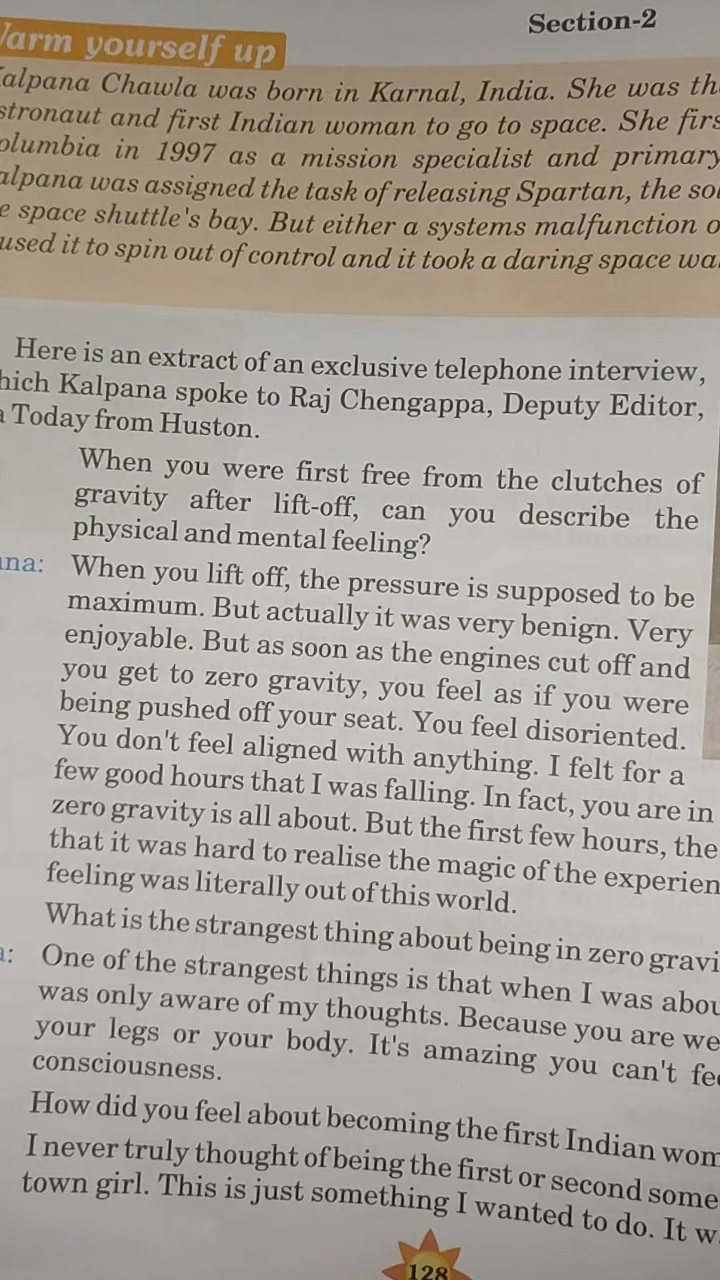 Section-2
Warm yourself up
Kalpana Chawla was born in Karnal, India. She was the
astronaut and first Indian woman to go to space. She firs
Columbia in 1997 as a mission specialist and primary
Kalpana was assigned the task of releasing Spartan, the so
e space shuttle's bay. But either a systems malfunction o
used it to spin out of control and it took a daring space wa
Here is an extract of an exclusive telephone interview,
hich Kalpana spoke to Raj Chengappa, Deputy Editor,
a Today from Huston.
When you were first free from the clutches of
gravity after lift-off, can you describe the
physical and mental feeling?
ana: When you lift off, the pressure is supposed to be
maximum. But actually it was very benign. Very
enjoyable. But as soon as the engines cut off and
you get to zero gravity, you feel as if you were
being pushed off your seat. You feel disoriented.
You don't feel aligned with anything. I felt for a
few good hours that I was falling. In fact, you are in
zero gravity is all about. But the first few hours, the
that it was hard to realise the magic of the experien
feeling was literally out of this world.
What is the strangest thing about being in zero gravi
a: One of the strangest things is that when I was abou
was only aware of my thoughts. Because you are we
your legs or your body. It's amazing you can't fee
consciousness.
How did you feel about becoming the first Indian wom
I never truly thought of being the first or second some
town girl. This is just something I wanted to do. It w
128